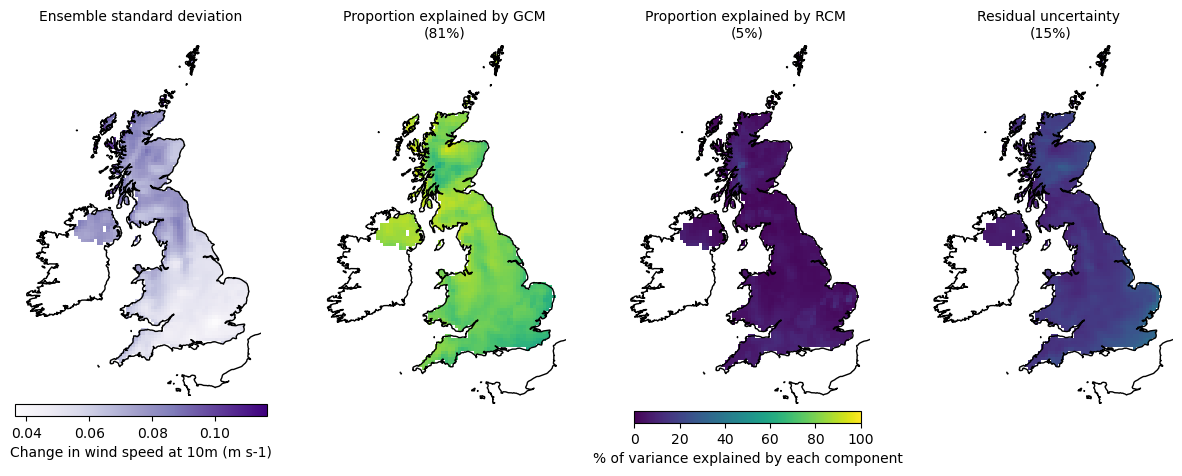 Ensemble standard deviation
Proportion explained by GCM
(81%)
Proportion explained by RCM
(5%)
Residual uncertainty
(15%)
0.04 0.06 0.08 0.10
Change in wind speed at 10m (m s-1)
0 20 40 60 80 100
% of variance explained by each component